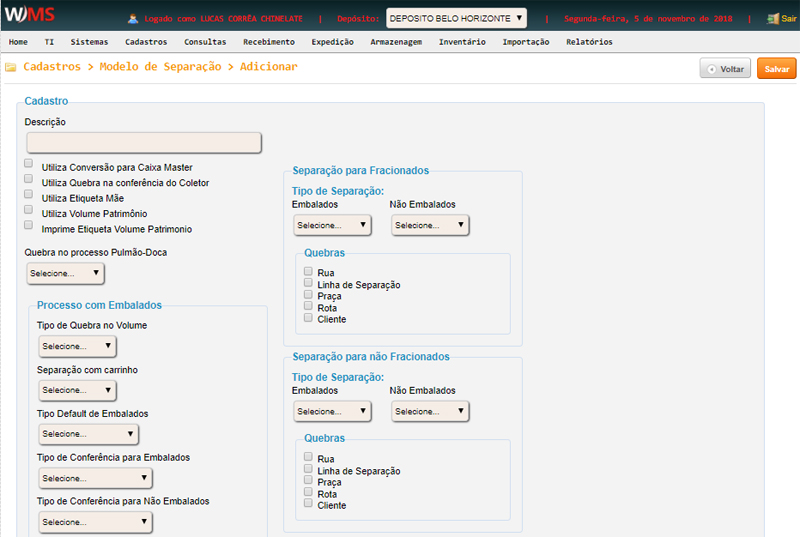 WMS
Logado como LUCAS CORRÊA CHINELATE | Depósito: DEPOSITO BELO HORIZONTE | Segunda-feira, 5 de novembro de 2018 | Sair
Home TI Sistemas Cadastros Consultas Recebimento Expedição Armazenagem Inventário Importação Relatórios
Cadastros > Modelo de Separação > Adicionar
Voltar
Salvar
Cadastro
Descrição
Utiliza Conversão para Caixa Master
Utiliza Quebra na conferência do Coletor
Utiliza Etiqueta Mãe
Utiliza Volume Patrimônio
Imprime Etiqueta Volume Patrimonio
Quebra no processo Pulmão-Doca
Selecione...
Processo com Embalados
Tipo de Quebra no Volume
Selecione...
Separação com carrinho
Selecione...
Tipo Default de Embalados
Selecione...
Tipo de Conferência para Embalados
Selecione...
Tipo de Conferência para Não Embalados
Selecione...
Separação para Fracionados
Tipo de Separação:
Embalados Não Embalados
Selecione... Selecione...
Quebras
Rua
Linha de Separação
Praça
Rota
Cliente
Separação para não Fracionados
Tipo de Separação:
Embalados Não Embalados
Selecione... Selecione...
Quebras
Rua
Linha de Separação
Praça
Rota
Cliente